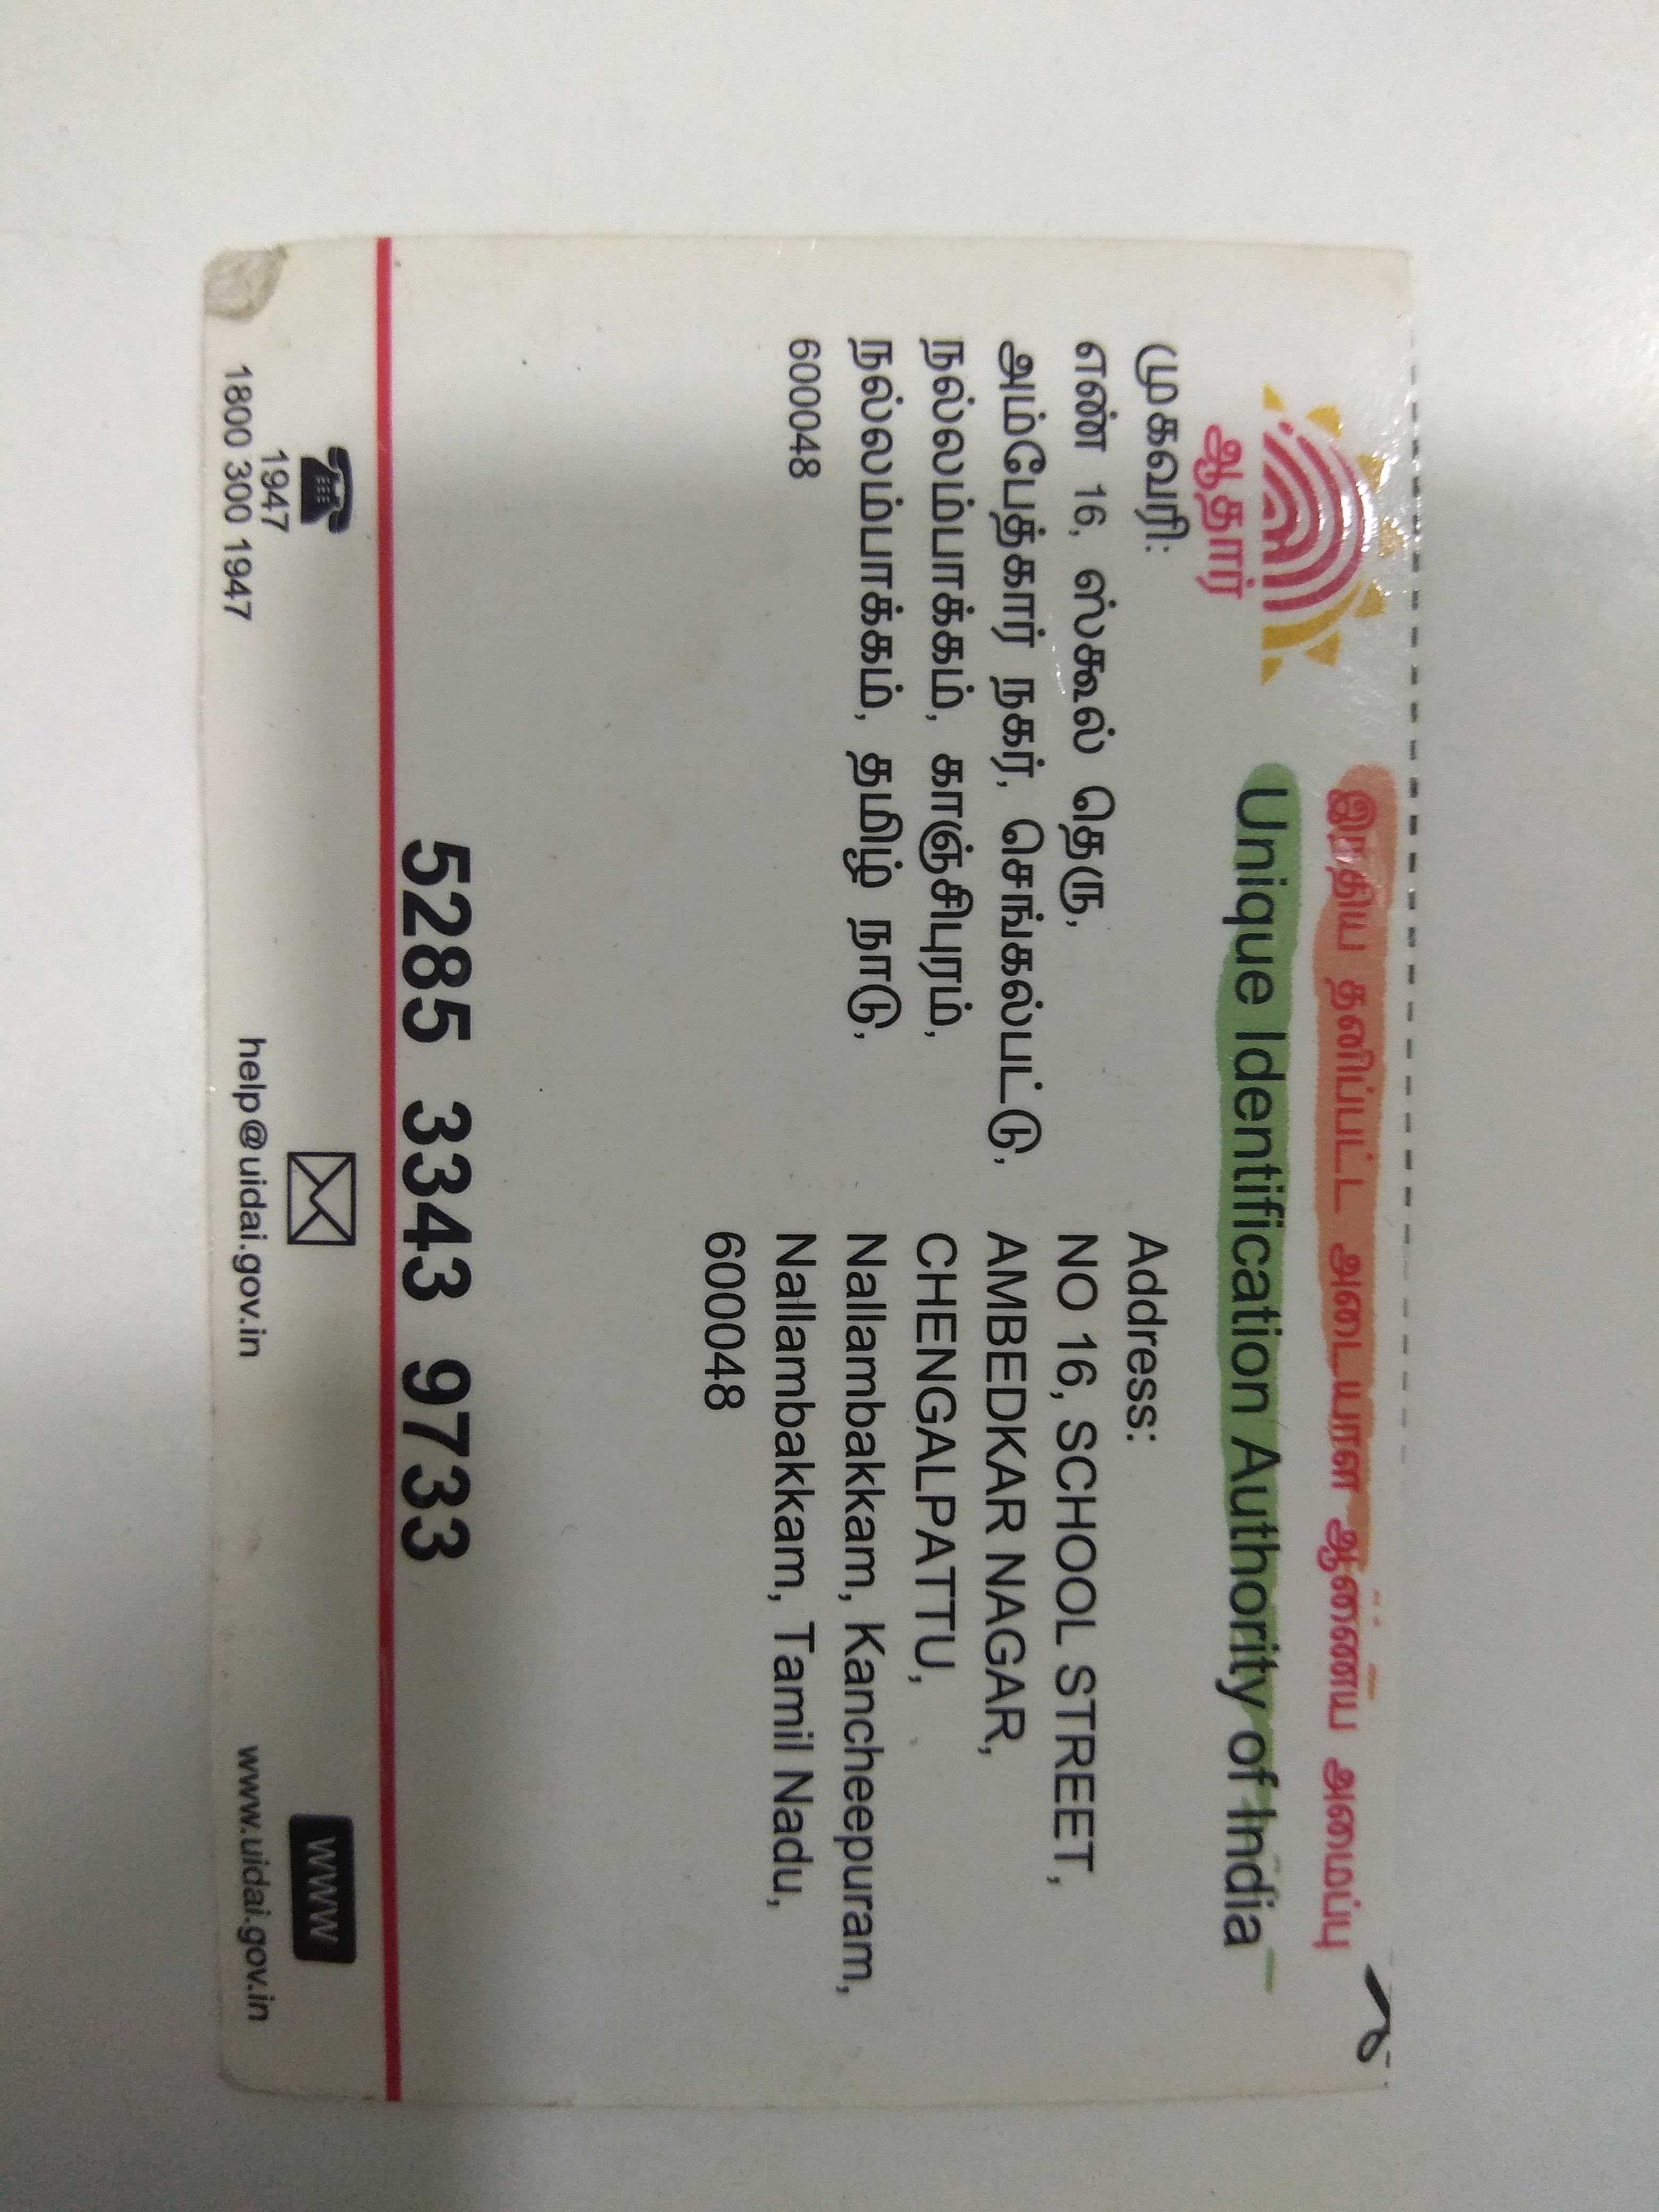 இந்திய தனிப்பட்ட அடையாள ஆணைய அமைப்பு
Unique Identification Authority of India
ஆதார்
முகவரி:
எண் 16, ஸ்கூல் தெரு,
அம்பேத்கார் நகர், செங்கல்பட்டு,
நல்லம்பாக்கம், காஞ்சிபுரம்,
நல்லம்பாக்கம், தமிழ் நாடு,
600048
Address:
NO 16, SCHOOL STREET,
AMBEDKAR NAGAR,
CHENGALPATTU,
Nallambakkam, Kancheepuram,
Nallambakkam, Tamil Nadu,
600048
5285 3343 9733
1947
1800 300 1947
help@uidai.gov.in
WWW
www.uidai.gov.in